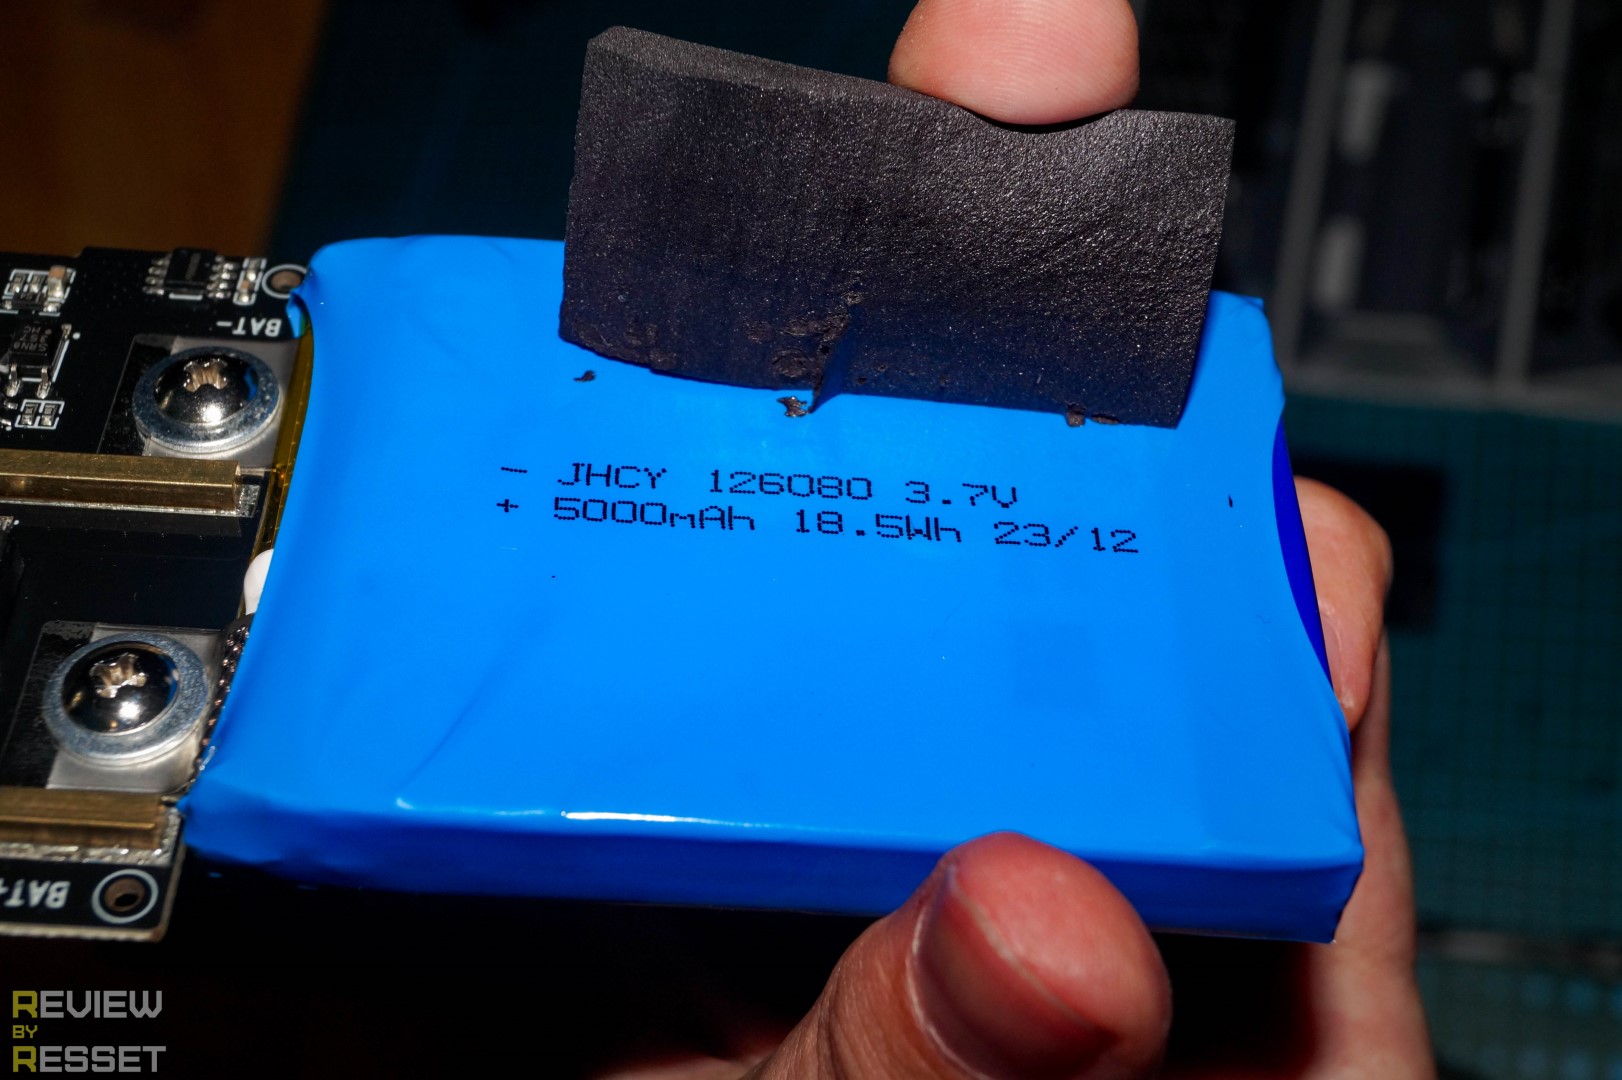 BAT-
- JHCY 126080 3.7V
+ 5000mAh 18.5Wh 23/12
BAT+
REVIEW
BY
RESSET